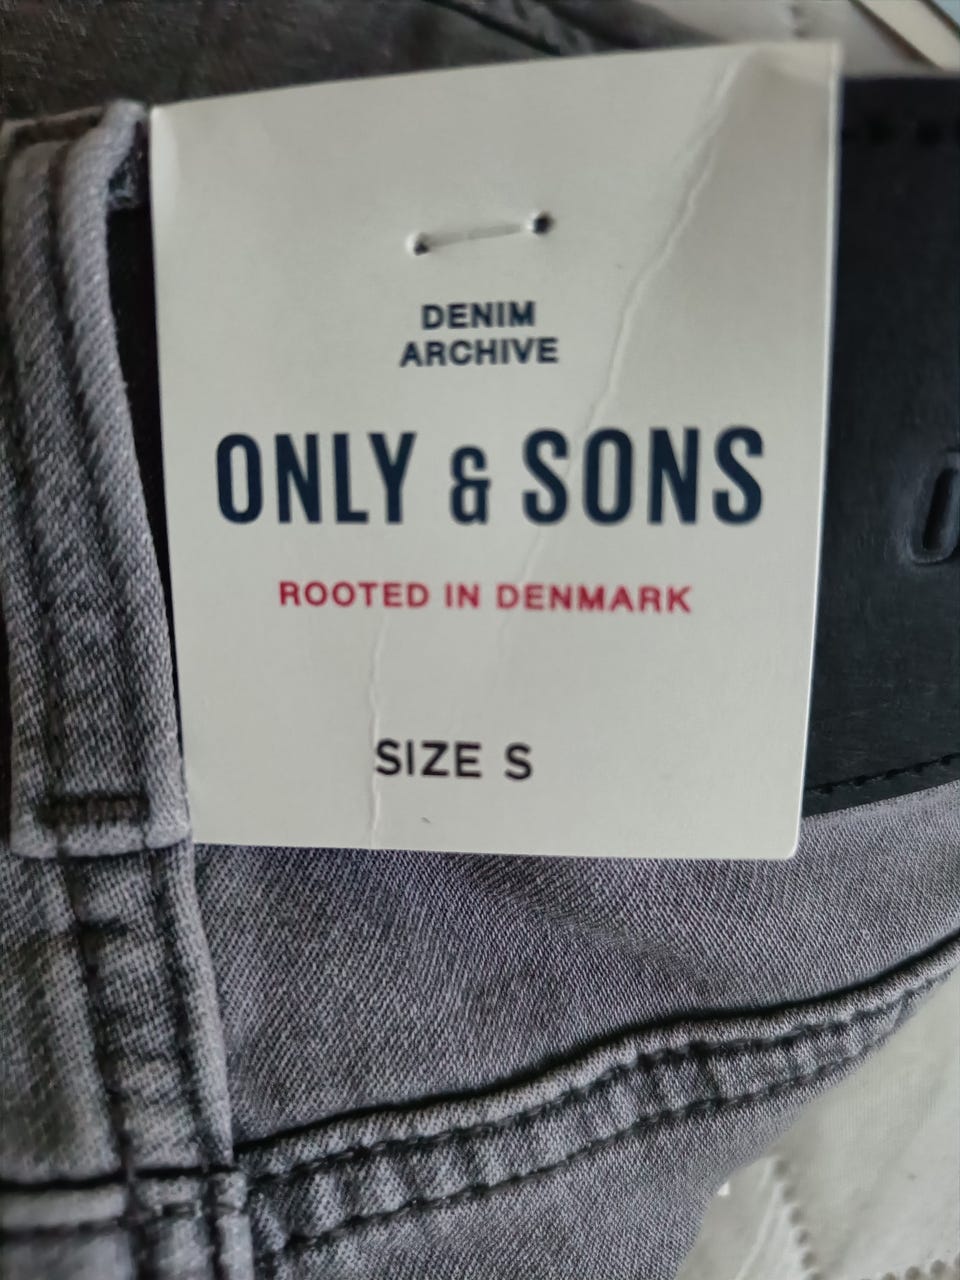 DENIM
ARCHIVE
ONLY & SONS
ROOTED IN DENMARK
SIZE S